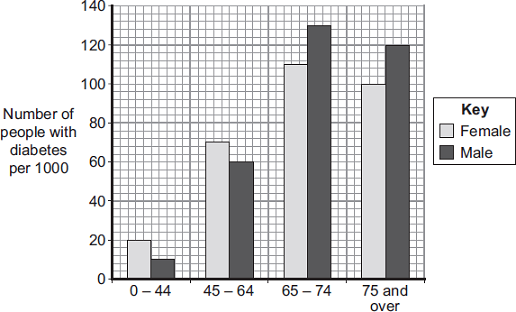 140
120
100
80
60
40
20
0
Number of
people with
diabetes
per 1000
0 – 44
45 – 64
65 – 74
75 and
over
Key
Female
Male